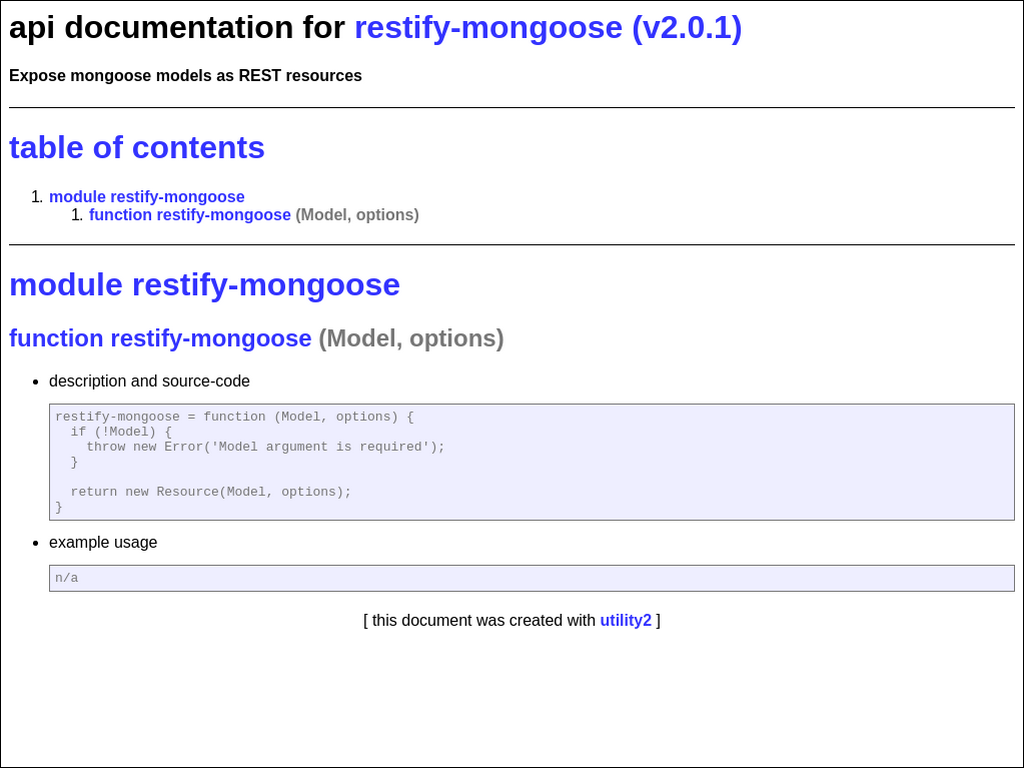 api documentation for restify-mongoose (v2.0.1)
Expose mongoose models as REST resources
table of contents
1. module restify-mongoose
1. function restify-mongoose (Model, options)
module restify-mongoose
function restify-mongoose (Model, options)
• description and source-code
restify-mongoose = function (Model, options) {
  if (!Model) {
    throw new Error('Model argument is required');
  }
  return new Resource(Model, options);
}
• example usage
n/a
[ this document was created with utility2 ]